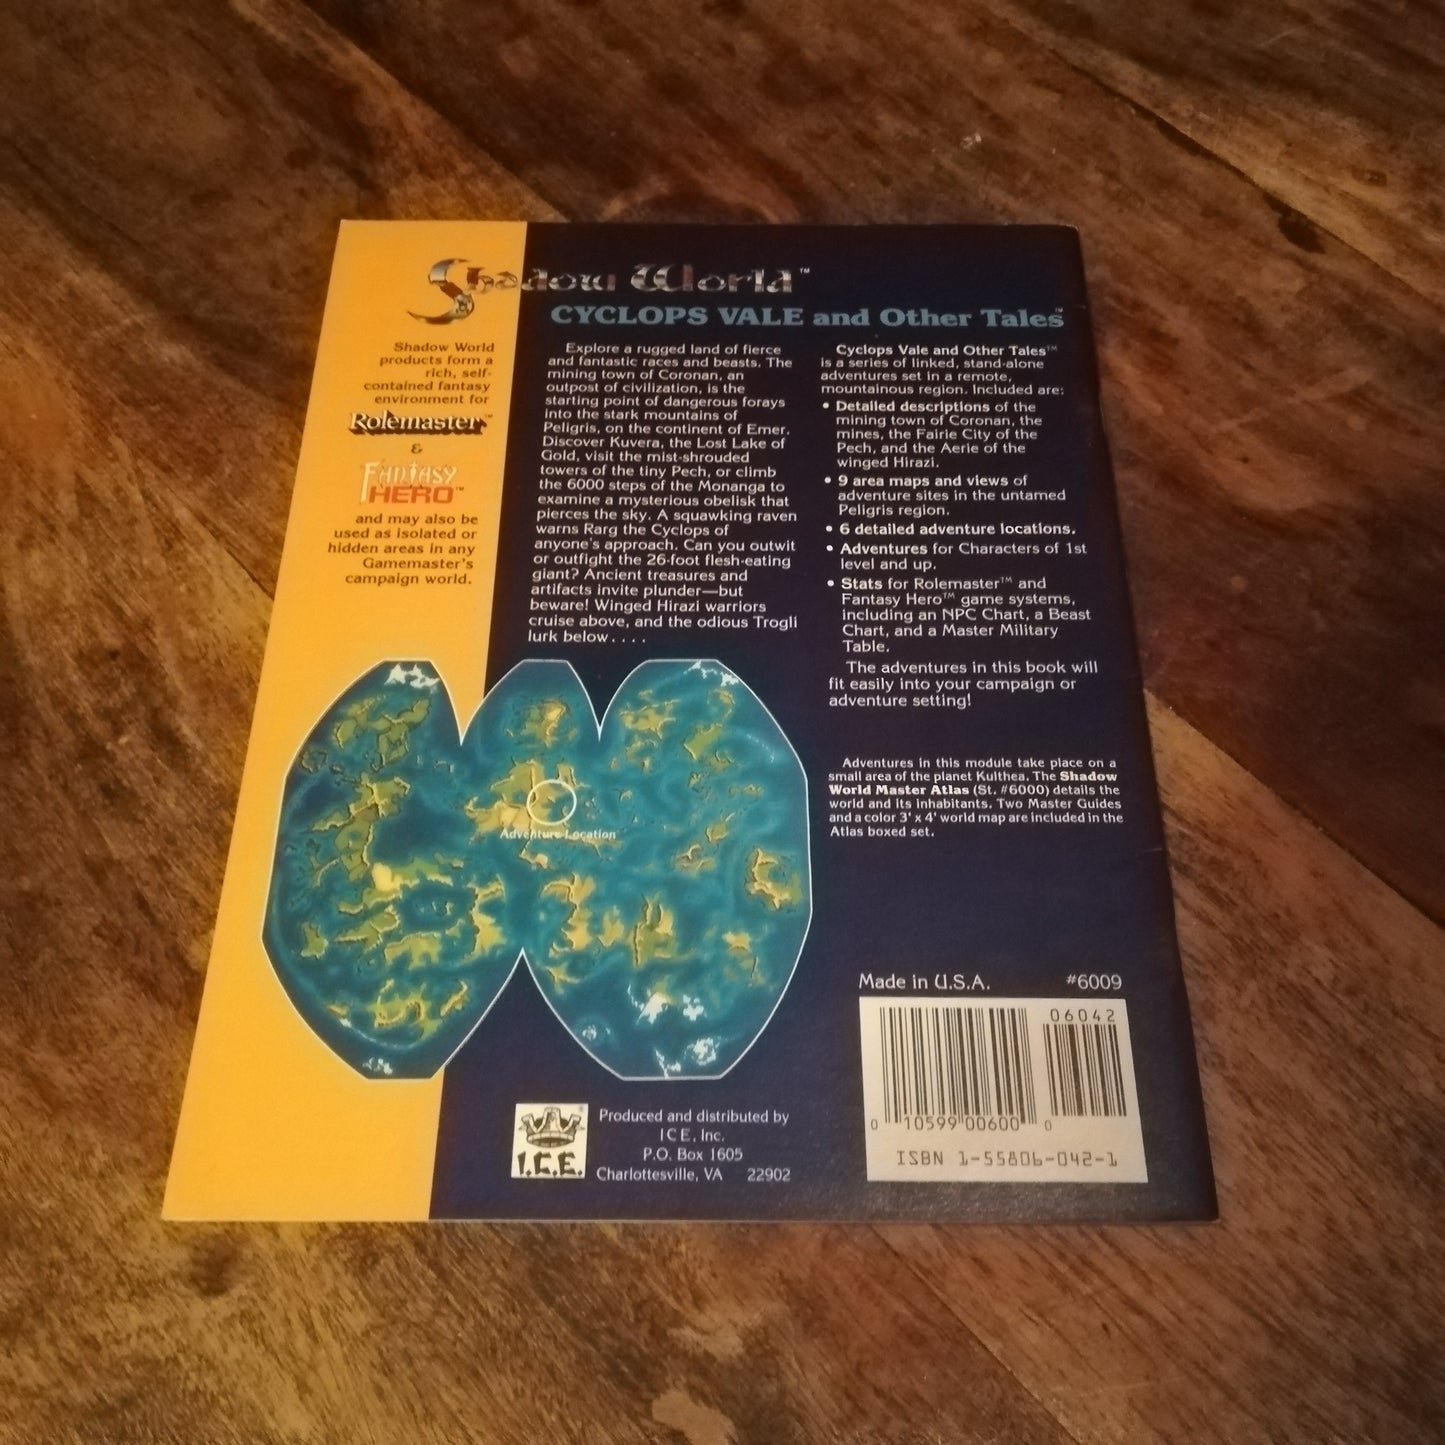 Shadow World™
CYCLOPS VALE and Other Tales™
Shadow World
products form a
rich, self-
contained fantasy
environment for
Rolemaster™
&
FANTASY
HERO™
and may also be
used as isolated or
hidden areas in any
Gamemaster's
campaign world.
Explore a rugged land of fierce
and fantastic races and beasts. The
mining town of Coronan, an
outpost of civilization, is the
starting point of dangerous forays
into the stark mountains of
Peligris, on the continent of Emer.
Discover Kuvera, the Lost Lake of
Gold, visit the mist-shrouded
towers of the tiny Pech, or climb
the 6000 steps of the Monanga to
examine a mysterious obelisk that
pierces the sky. A squawking raven
warns Rarg the Cyclops of
anyone's approach. Can you outwit
or outfight the 26-foot flesh-eating
giant? Ancient treasures and
artifacts invite plunder—but
beware! Winged Hirazi warriors
cruise above, and the odious Trogli
lurk below . . . .
Cyclops Vale and Other Tales™
is a series of linked, stand-alone
adventures set in a remote,
mountainous region. Included are:
• Detailed descriptions of the
mining town of Coronan, the
mines, the Fairie City of the
Pech, and the Aerie of the
winged Hirazi.
• 9 area maps and views of
adventure sites in the untamed
Peligris region.
• 6 detailed adventure locations.
• Adventures for Characters of 1st
level and up.
• Stats for Rolemaster™ and
Fantasy Hero™ game systems,
including an NPC Chart, a Beast
Chart, and a Master Military
Table.
The adventures in this book will
fit easily into your campaign or
adventure setting!
Adventures in this module take place on a
small area of the planet Kulthea. The Shadow
World Master Atlas (St. #6000) details the
world and its inhabitants. Two Master Guides
and a color 3' x 4' world map are included in the
Atlas boxed set.
Adventure Location
Made in U.S.A. #6009
06042
0 10599 00600 0
ISBN 1-55806-042-1
I.C.E.®
Produced and distributed by
I C E, Inc.
P.O. Box 1605
Charlottesville, VA 22902